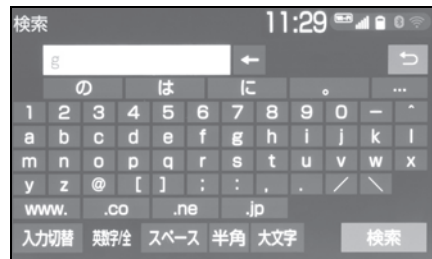 検索 11:29
g ←
の は に 。 ...
1 2 3 4 5 6 7 8 9 0 - ^
a b c d e f g h i j k l
m n o p q r s t u v w x
y z @ [ ] ; : , . / \
www. .co .ne .jp
入力切替 英数字/全 スペース 半角 大文字 検索